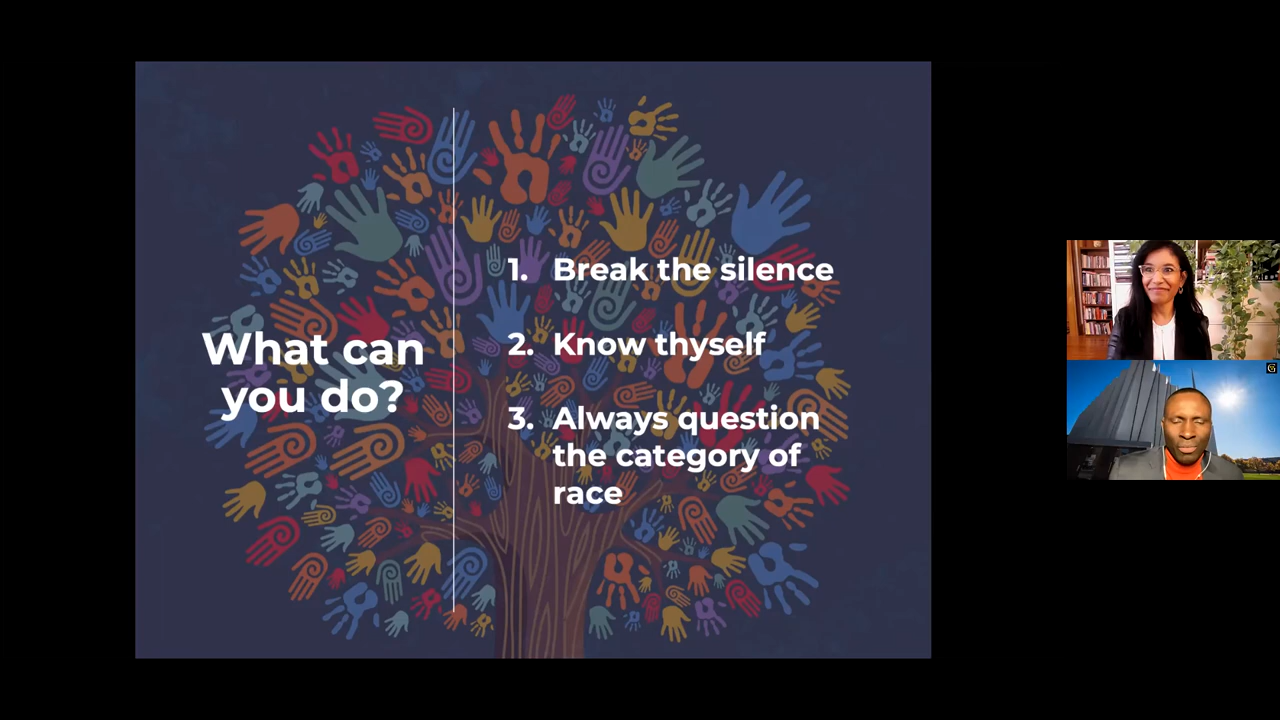 What can
you do?
1. Break the silence
2. Know thyself
3. Always question
the category of
race